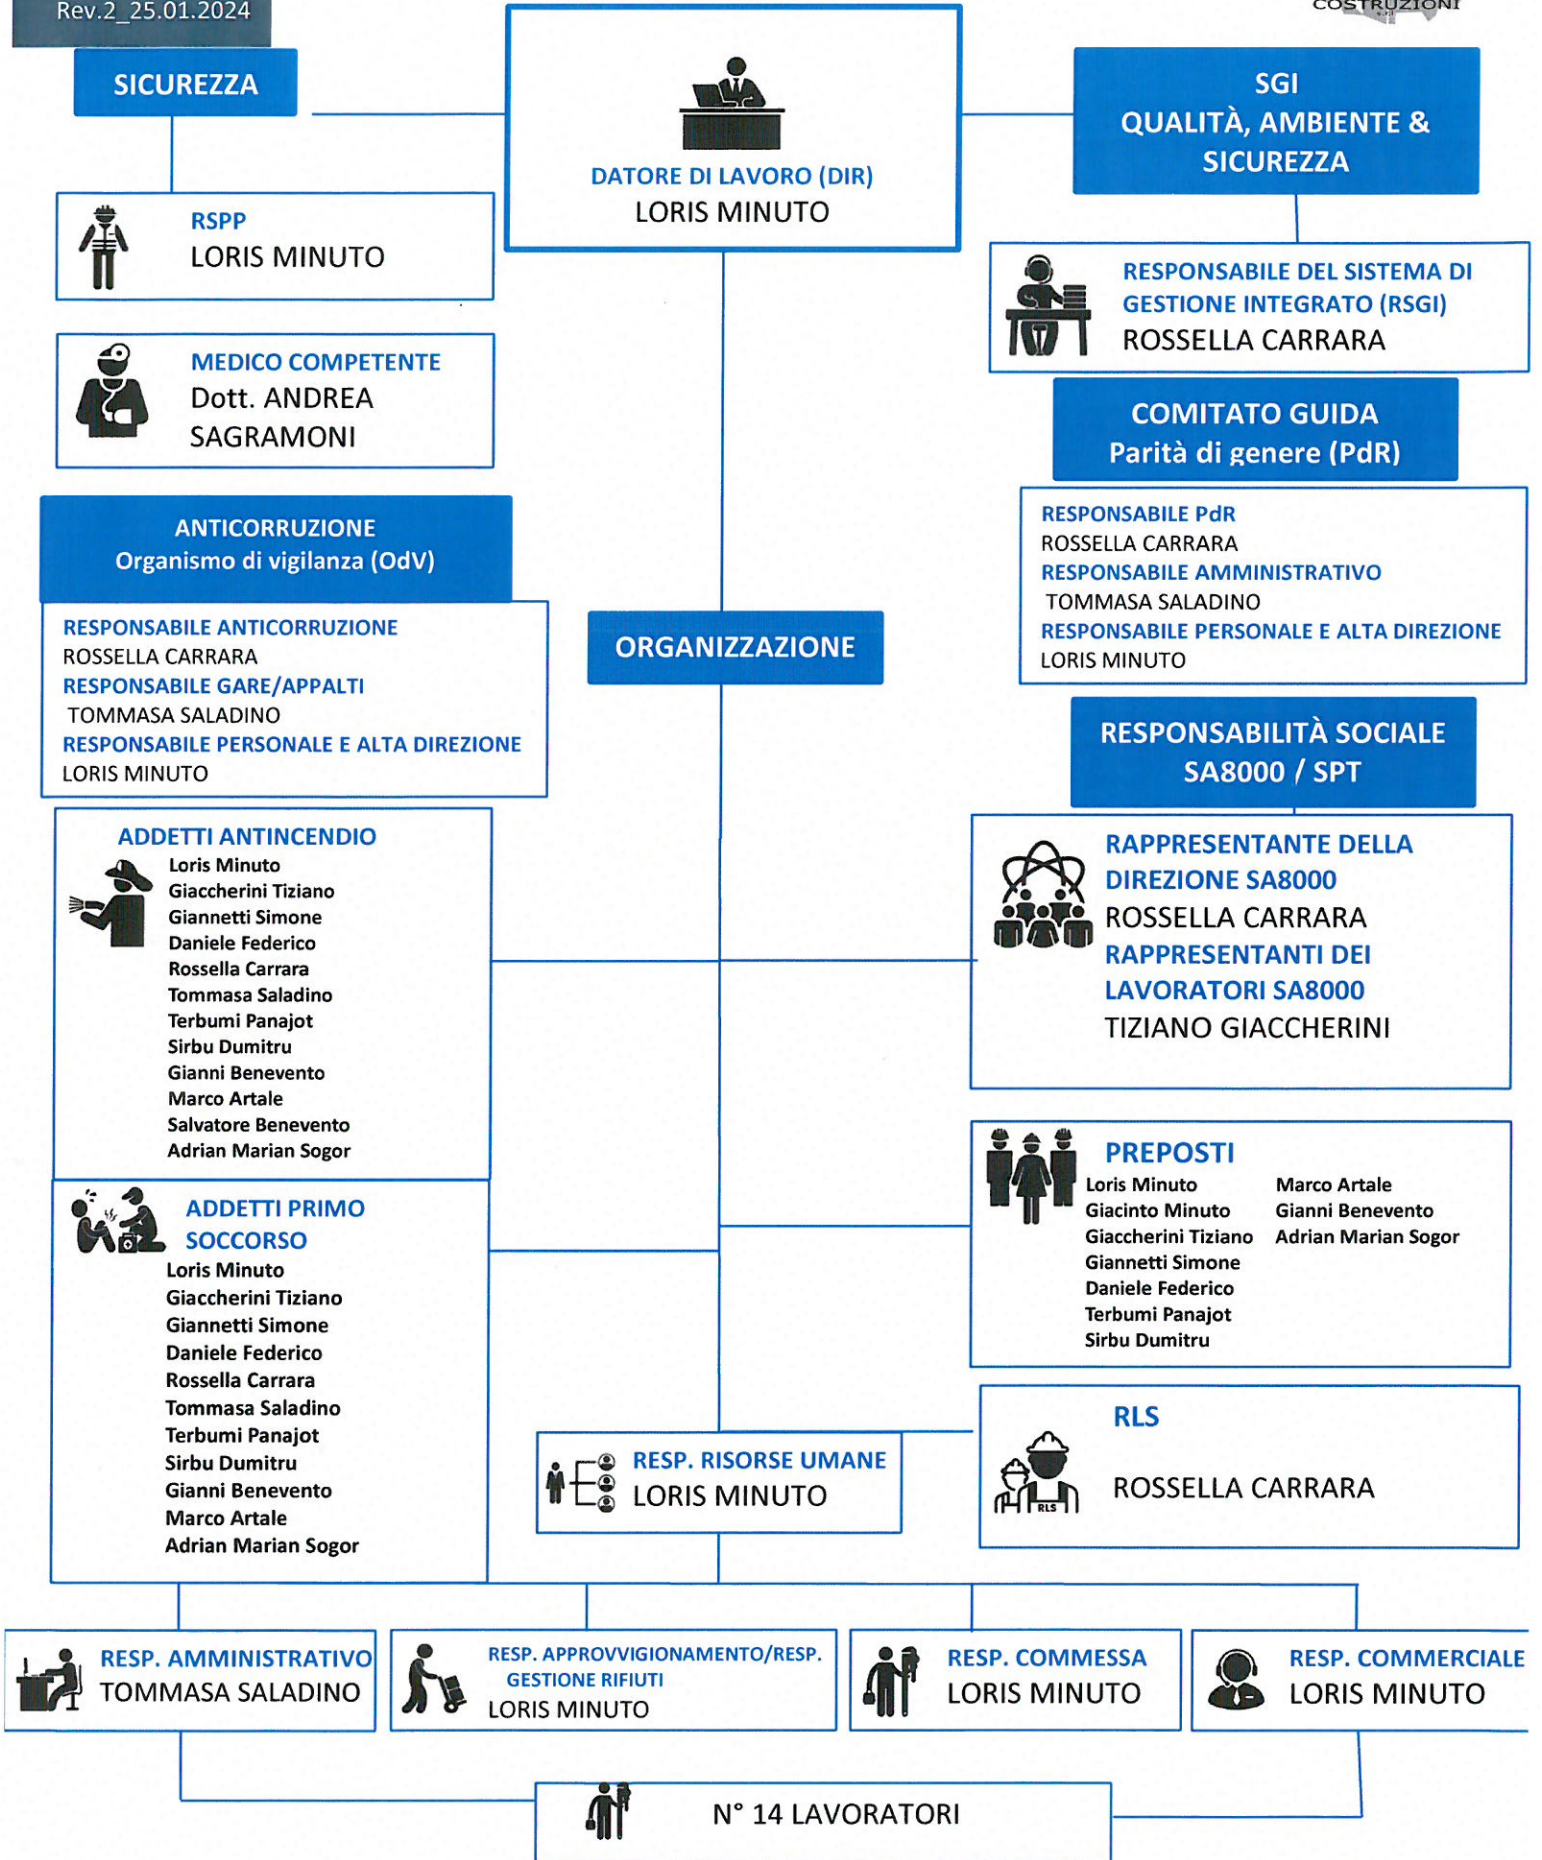 Rev.2_25.01.2024
COSTRUZIONI
SICUREZZA
DATORE DI LAVORO (DIR)
LORIS MINUTO
SGI
QUALITÀ, AMBIENTE &
SICUREZZA
RSPP
LORIS MINUTO
RESPONSABILE DEL SISTEMA DI
GESTIONE INTEGRATO (RSGI)
ROSSELLA CARRARA
MEDICO COMPETENTE
Dott. ANDREA
SAGRAMONI
COMITATO GUIDA
Parità di genere (PdR)
RESPONSABILE PdR
ROSSELLA CARRARA
RESPONSABILE AMMINISTRATIVO
TOMMASA SALADINO
RESPONSABILE PERSONALE E ALTA DIREZIONE
LORIS MINUTO
ANTICORRUZIONE
Organismo di vigilanza (OdV)
RESPONSABILE ANTICORRUZIONE
ROSSELLA CARRARA
RESPONSABILE GARE/APPALTI
TOMMASA SALADINO
RESPONSABILE PERSONALE E ALTA DIREZIONE
LORIS MINUTO
ORGANIZZAZIONE
RESPONSABILITÀ SOCIALE
SA8000 / SPT
RAPPRESENTANTE DELLA
DIREZIONE SA8000
ROSSELLA CARRARA
RAPPRESENTANTI DEI
LAVORATORI SA8000
TIZIANO GIACCHERINI
ADDETTI ANTINCENDIO
Loris Minuto
Giaccherini Tiziano
Giannetti Simone
Daniele Federico
Rossella Carrara
Tommasa Saladino
Terbumi Panajot
Sirbu Dumitru
Gianni Benevento
Marco Artale
Salvatore Benevento
Adrian Marian Sogor
PREPOSTI
Loris Minuto
Giacinto Minuto
Giaccherini Tiziano
Giannetti Simone
Daniele Federico
Terbumi Panajot
Sirbu Dumitru
Marco Artale
Gianni Benevento
Adrian Marian Sogor
ADDETTI PRIMO
SOCCORSO
Loris Minuto
Giaccherini Tiziano
Giannetti Simone
Daniele Federico
Rossella Carrara
Tommasa Saladino
Terbumi Panajot
Sirbu Dumitru
Gianni Benevento
Marco Artale
Adrian Marian Sogor
RESP. RISORSE UMANE
LORIS MINUTO
RLS
RLS
ROSSELLA CARRARA
RESP. AMMINISTRATIVO
TOMMASA SALADINO
RESP. APPROVVIGIONAMENTO/RESP.
GESTIONE RIFIUTI
LORIS MINUTO
RESP. COMMESSA
LORIS MINUTO
RESP. COMMERCIALE
LORIS MINUTO
N° 14 LAVORATORI